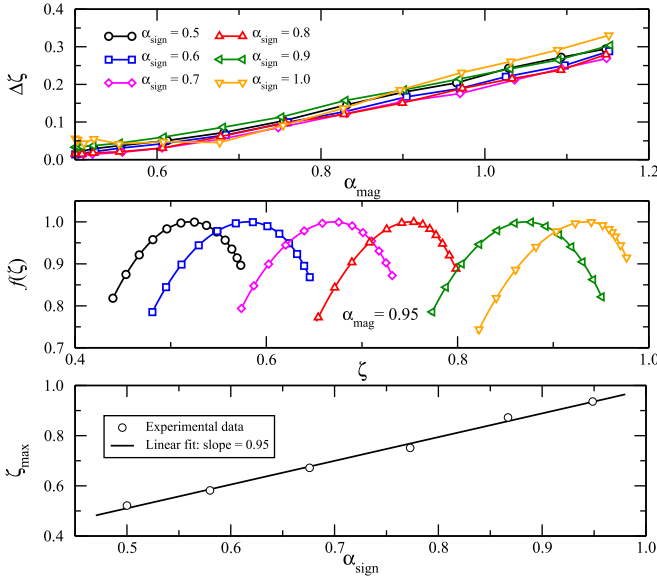 0.4
0.3
0.2
0.1
0.0
Δζ
α_sign = 0.5
α_sign = 0.6
α_sign = 0.7
α_sign = 0.8
α_sign = 0.9
α_sign = 1.0
0.6 0.8 1.0 1.2
α_mag
1.0
0.9
0.8
0.7
f(ζ)
α_mag = 0.95
0.4 0.6 0.8 1.0
ζ
1.0
0.8
0.6
0.4
ζ_max
Experimental data
Linear fit: slope = 0.95
0.5 0.6 0.7 0.8 0.9 1.0
α_sign